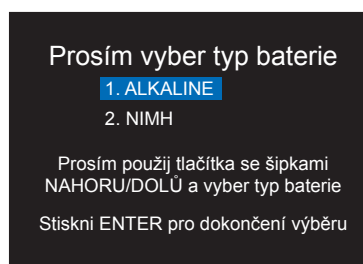 Prosím vyber typ baterie
1. ALKALINE
2. NIMH
Prosím použij tlačítka se šipkami
NAHORU/DOLŮ a vyber typ baterie
Stiskni ENTER pro dokončení výběru